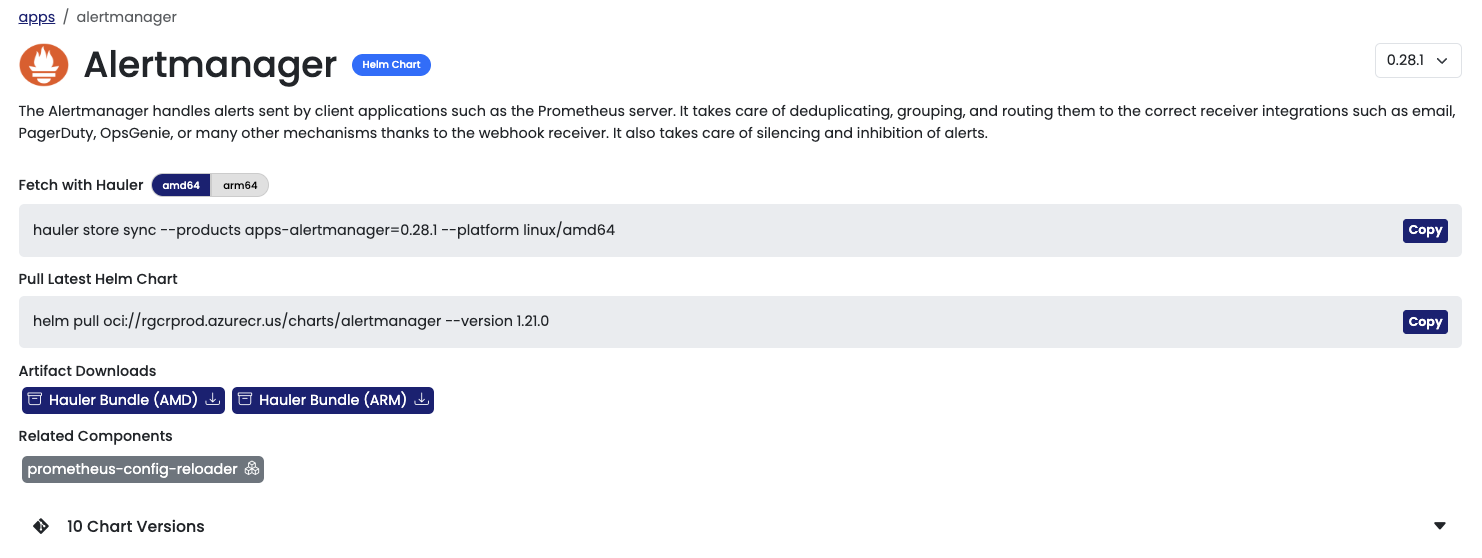 apps / alertmanager
Alertmanager Helm Chart 0.28.1
The Alertmanager handles alerts sent by client applications such as the Prometheus server. It takes care of deduplicating, grouping, and routing them to the correct receiver integrations such as email,
PagerDuty, OpsGenie, or many other mechanisms thanks to the webhook receiver. It also takes care of silencing and inhibition of alerts.
Fetch with Hauler amd64 arm64
hauler store sync --products apps-alertmanager=0.28.1 --platform linux/amd64 Copy
Pull Latest Helm Chart
helm pull oci://rgcrprod.azurecr.us/charts/alertmanager --version 1.21.0 Copy
Artifact Downloads
Hauler Bundle (AMD) Hauler Bundle (ARM)
Related Components
prometheus-config-reloader
10 Chart Versions